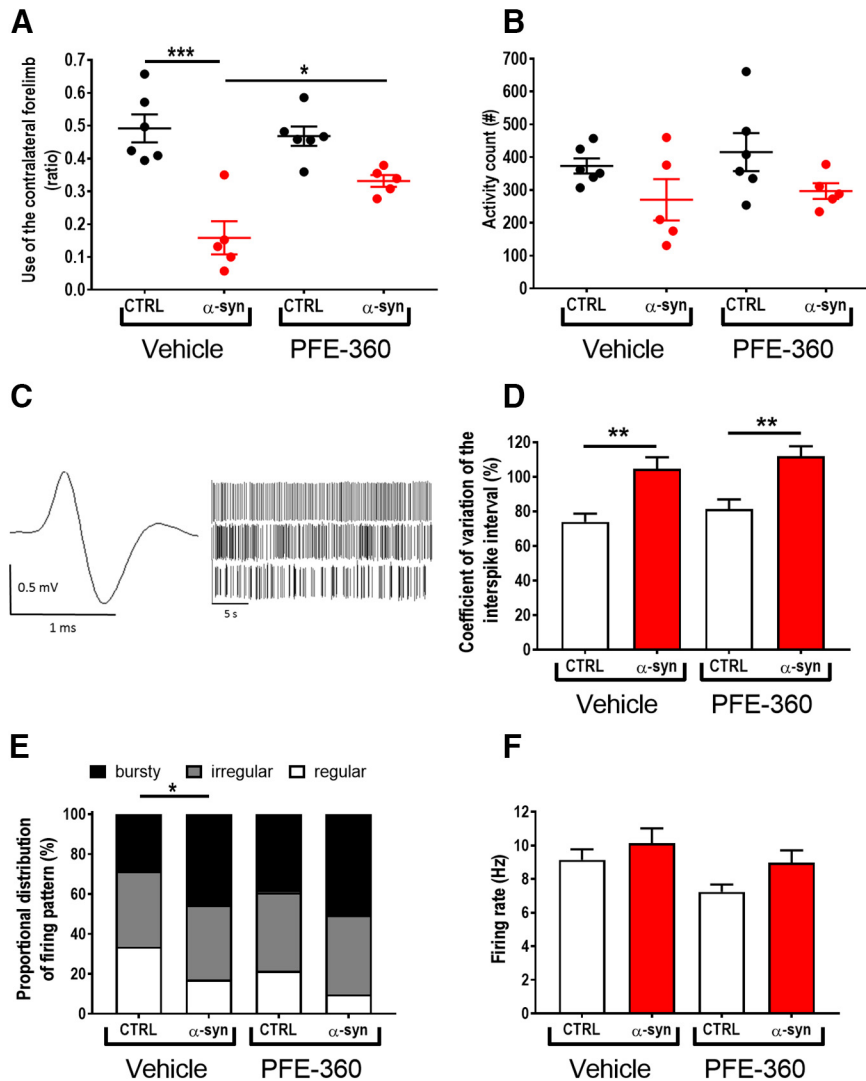 A
Use of the contralateral forelimb
(ratio)
0.7
0.6
0.5
0.4
0.3
0.2
0.1
0.0
***
*
CTRL
α-syn
CTRL
α-syn
Vehicle
PFE-360
B
Activity count (#)
700
600
500
400
300
200
100
0
CTRL
α-syn
CTRL
α-syn
Vehicle
PFE-360
C
0.5 mV
1 ms
5 s
D
Coefficient of variation of the
interspike interval (%)
120
100
80
60
40
20
0
**
**
CTRL
α-syn
CTRL
α-syn
Vehicle
PFE-360
E
bursty
irregular
regular
Proportional distribution
of firing pattern (%)
100
80
60
40
20
0
*
CTRL
α-syn
CTRL
α-syn
Vehicle
PFE-360
F
Firing rate (Hz)
12
10
8
6
4
2
0
CTRL
α-syn
CTRL
α-syn
Vehicle
PFE-360